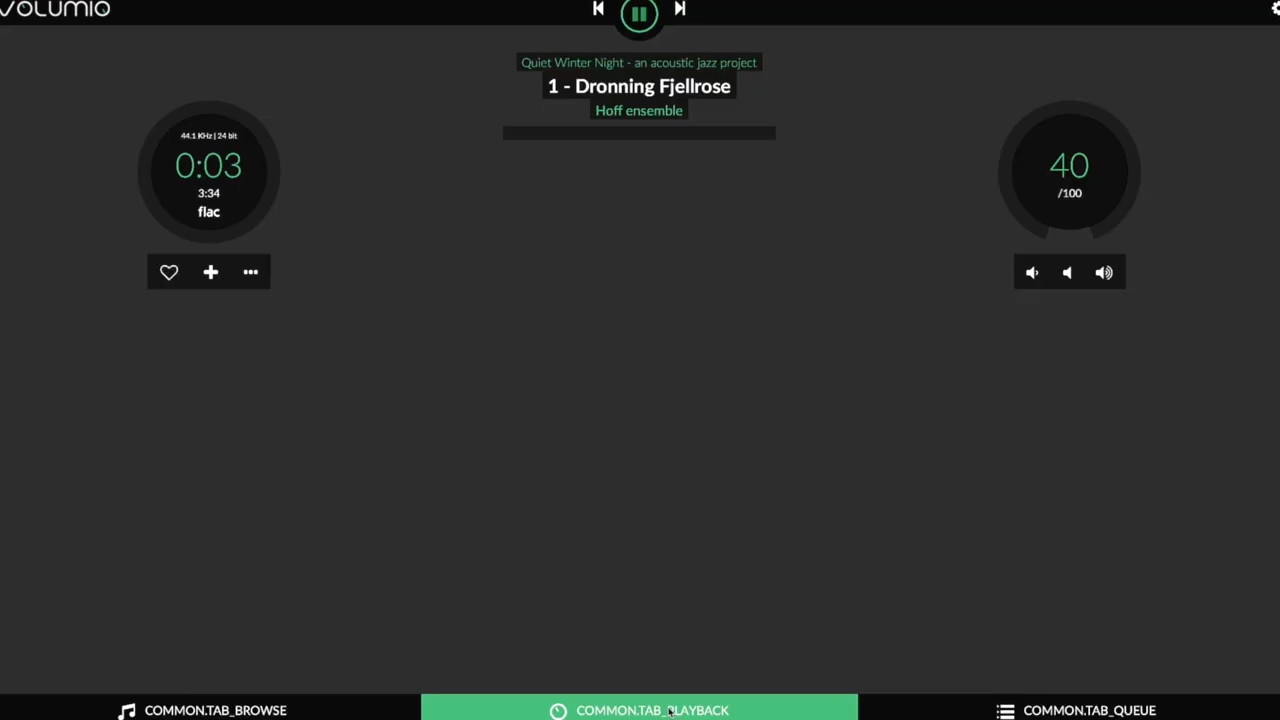 VOLUMIO
Quiet Winter Night - an acoustic jazz project
1 - Dronning Fjellrose
Hoff ensemble
44.1 KHz | 24 bit
0:03
3:34
flac
40
/100
COMMON.TAB_BROWSE
COMMON.TAB_PLAYBACK
COMMON.TAB_QUEUE